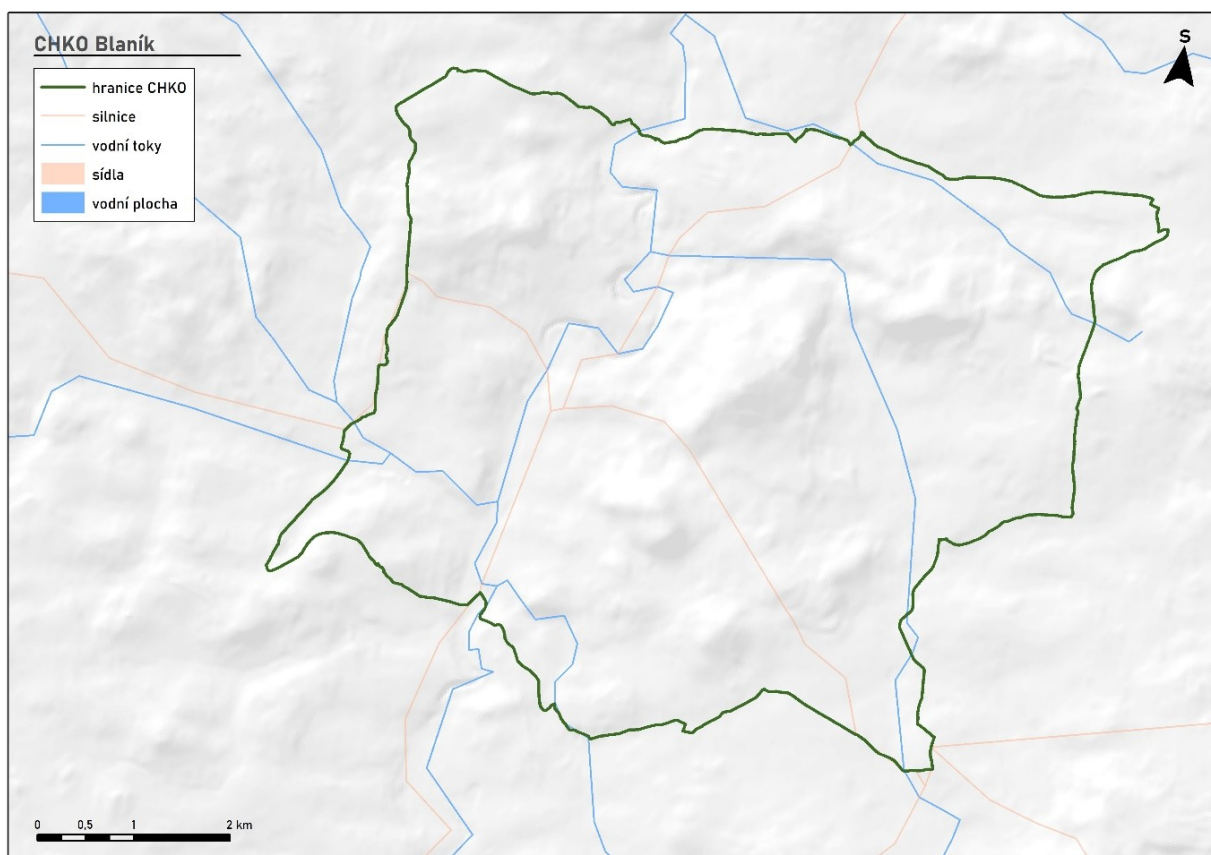 CHKO Blaník
S
hranice CHKO
silnice
vodní toky
sídla
vodní plocha
0 0,5 1 2 km